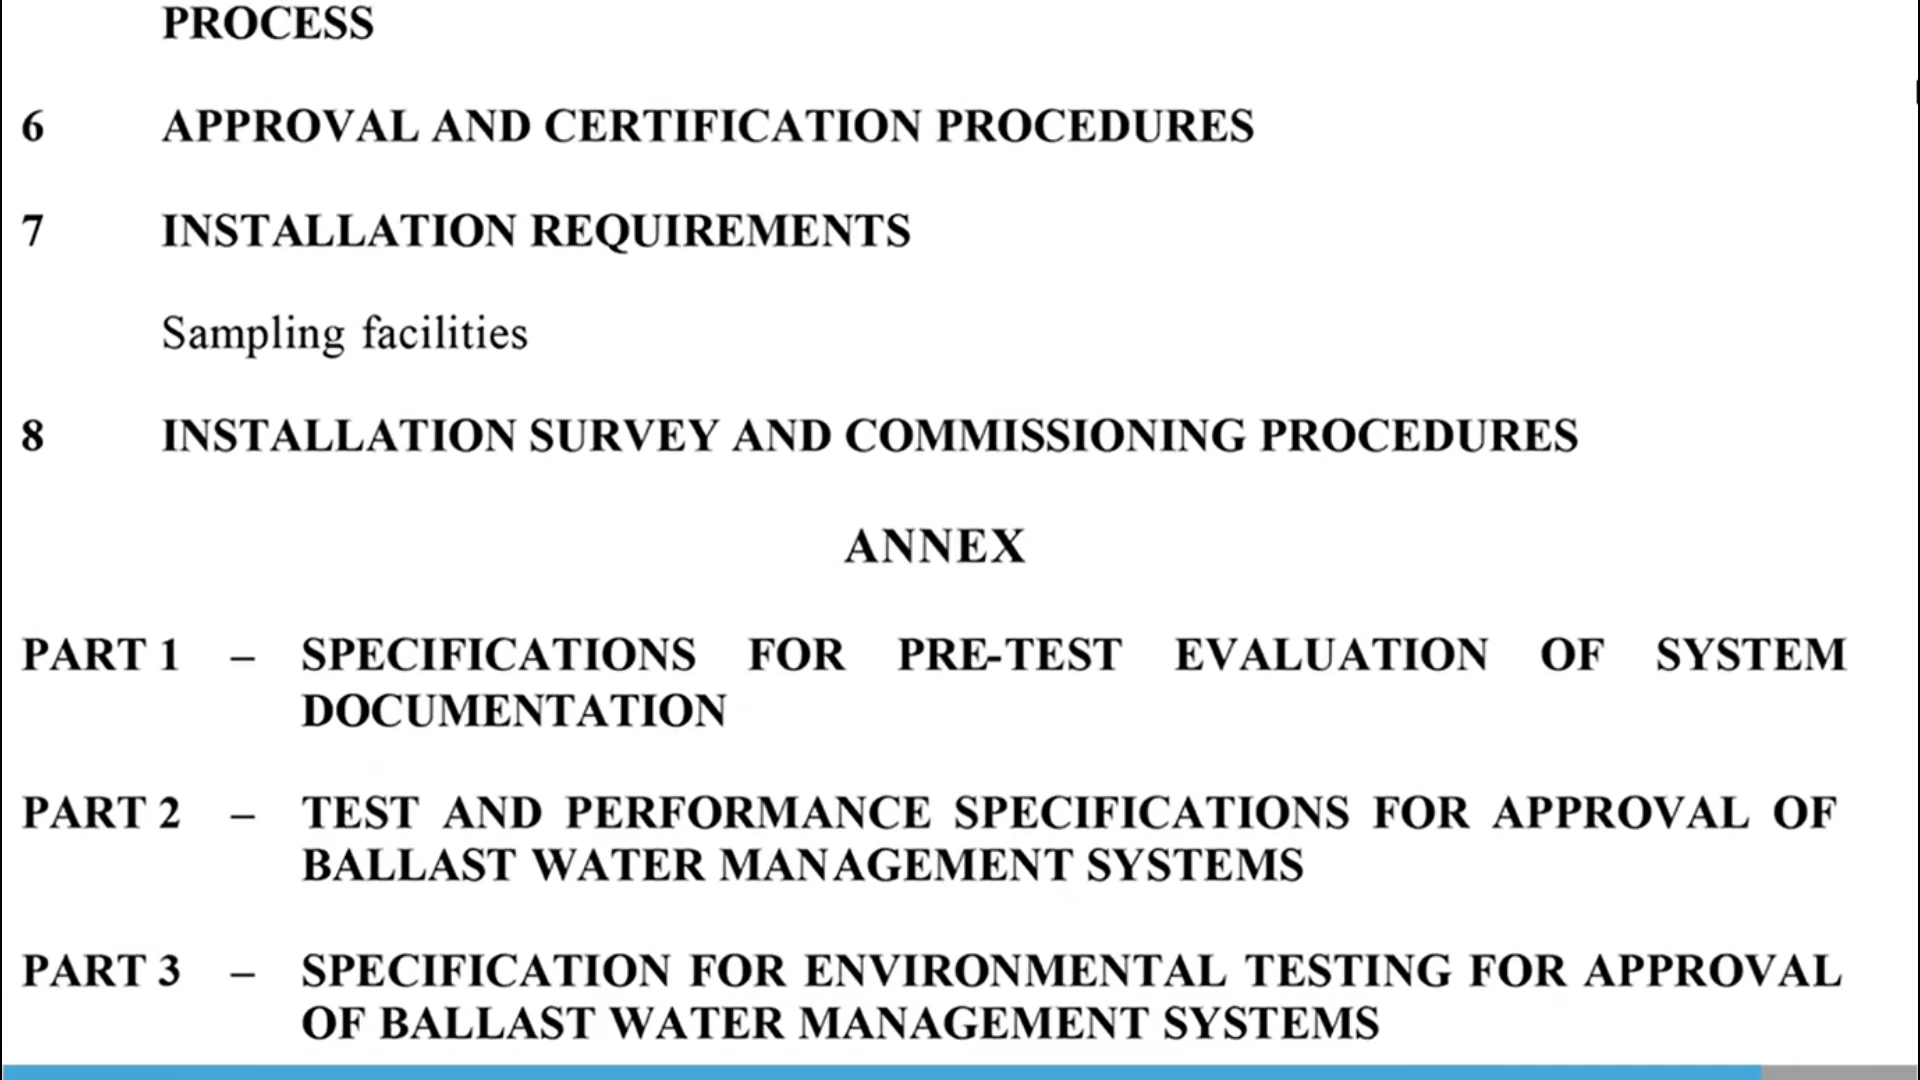 PROCESS
6 APPROVAL AND CERTIFICATION PROCEDURES
7 INSTALLATION REQUIREMENTS
Sampling facilities
8 INSTALLATION SURVEY AND COMMISSIONING PROCEDURES
ANNEX
PART 1 – SPECIFICATIONS FOR PRE-TEST EVALUATION OF SYSTEM
DOCUMENTATION
PART 2 – TEST AND PERFORMANCE SPECIFICATIONS FOR APPROVAL OF
BALLAST WATER MANAGEMENT SYSTEMS
PART 3 – SPECIFICATION FOR ENVIRONMENTAL TESTING FOR APPROVAL
OF BALLAST WATER MANAGEMENT SYSTEMS